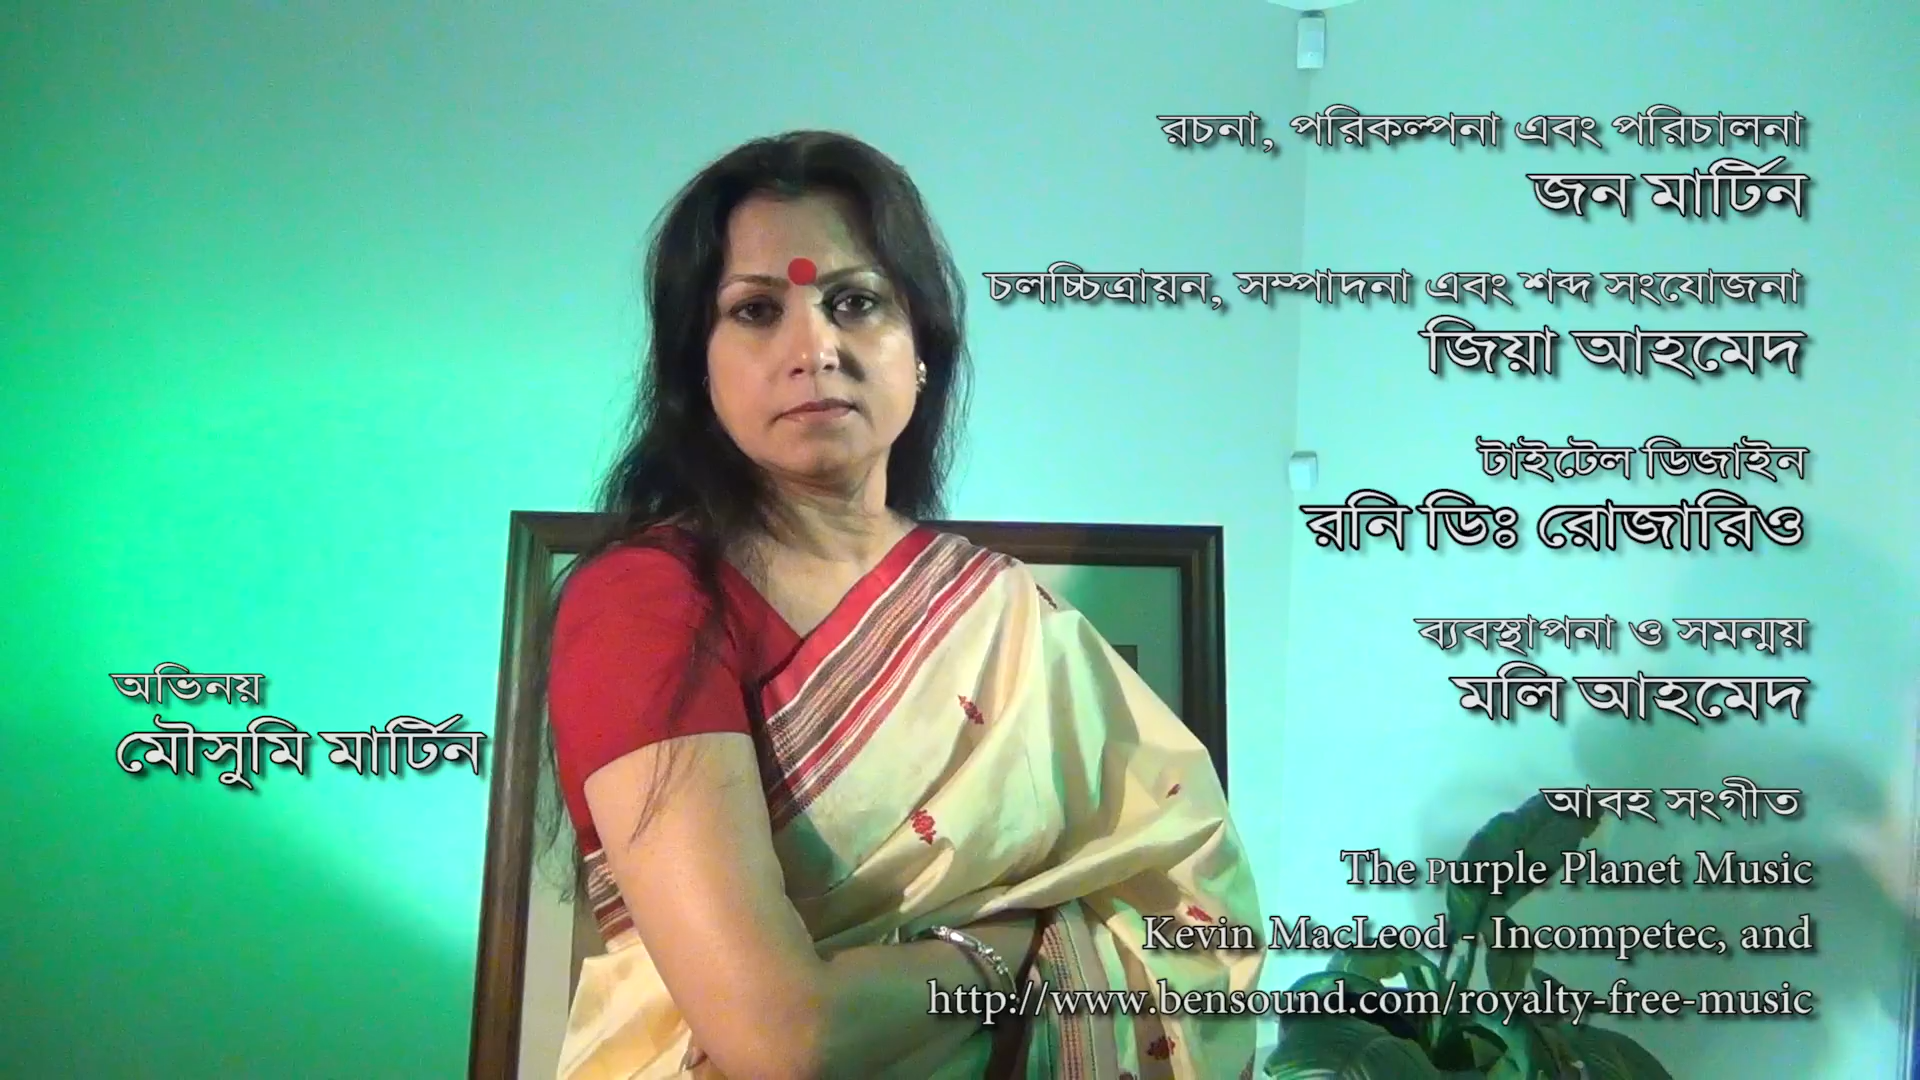 রচনা, পরিকল্পনা এবং পরিচালনা
জন মার্টিন
চলচ্চিত্রায়ন, সম্পাদনা এবং শব্দ সংযোজনা
জিয়া আহমেদ
টাইটেল ডিজাইন
রনি ডিঃ রোজারিও
ব্যবস্থাপনা ও সমন্ময়
মলি আহমেদ
অভিনয়
মৌসুমি মার্টিন
আবহ সংগীত
The Purple Planet Music
Kevin MacLeod - Incompetec, and
http://www.bensound.com/royalty-free-music